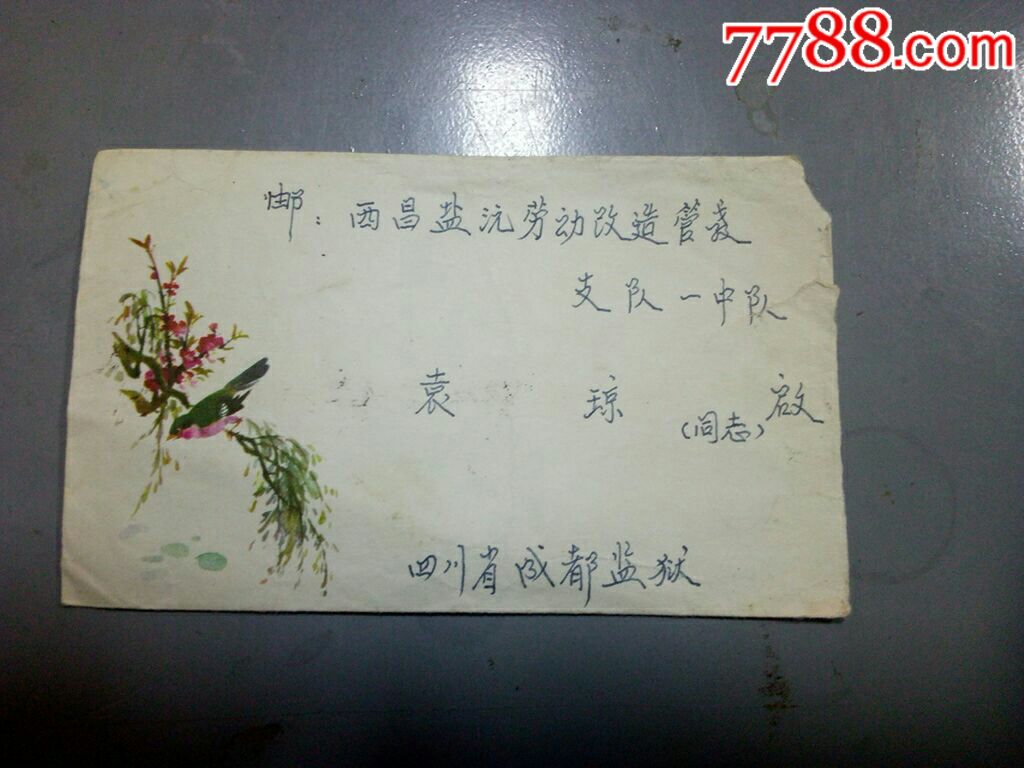 7788.com
邮：西昌盐沅劳动改造管教
支队一中队
袁琼(同志)启
四川省成都监狱